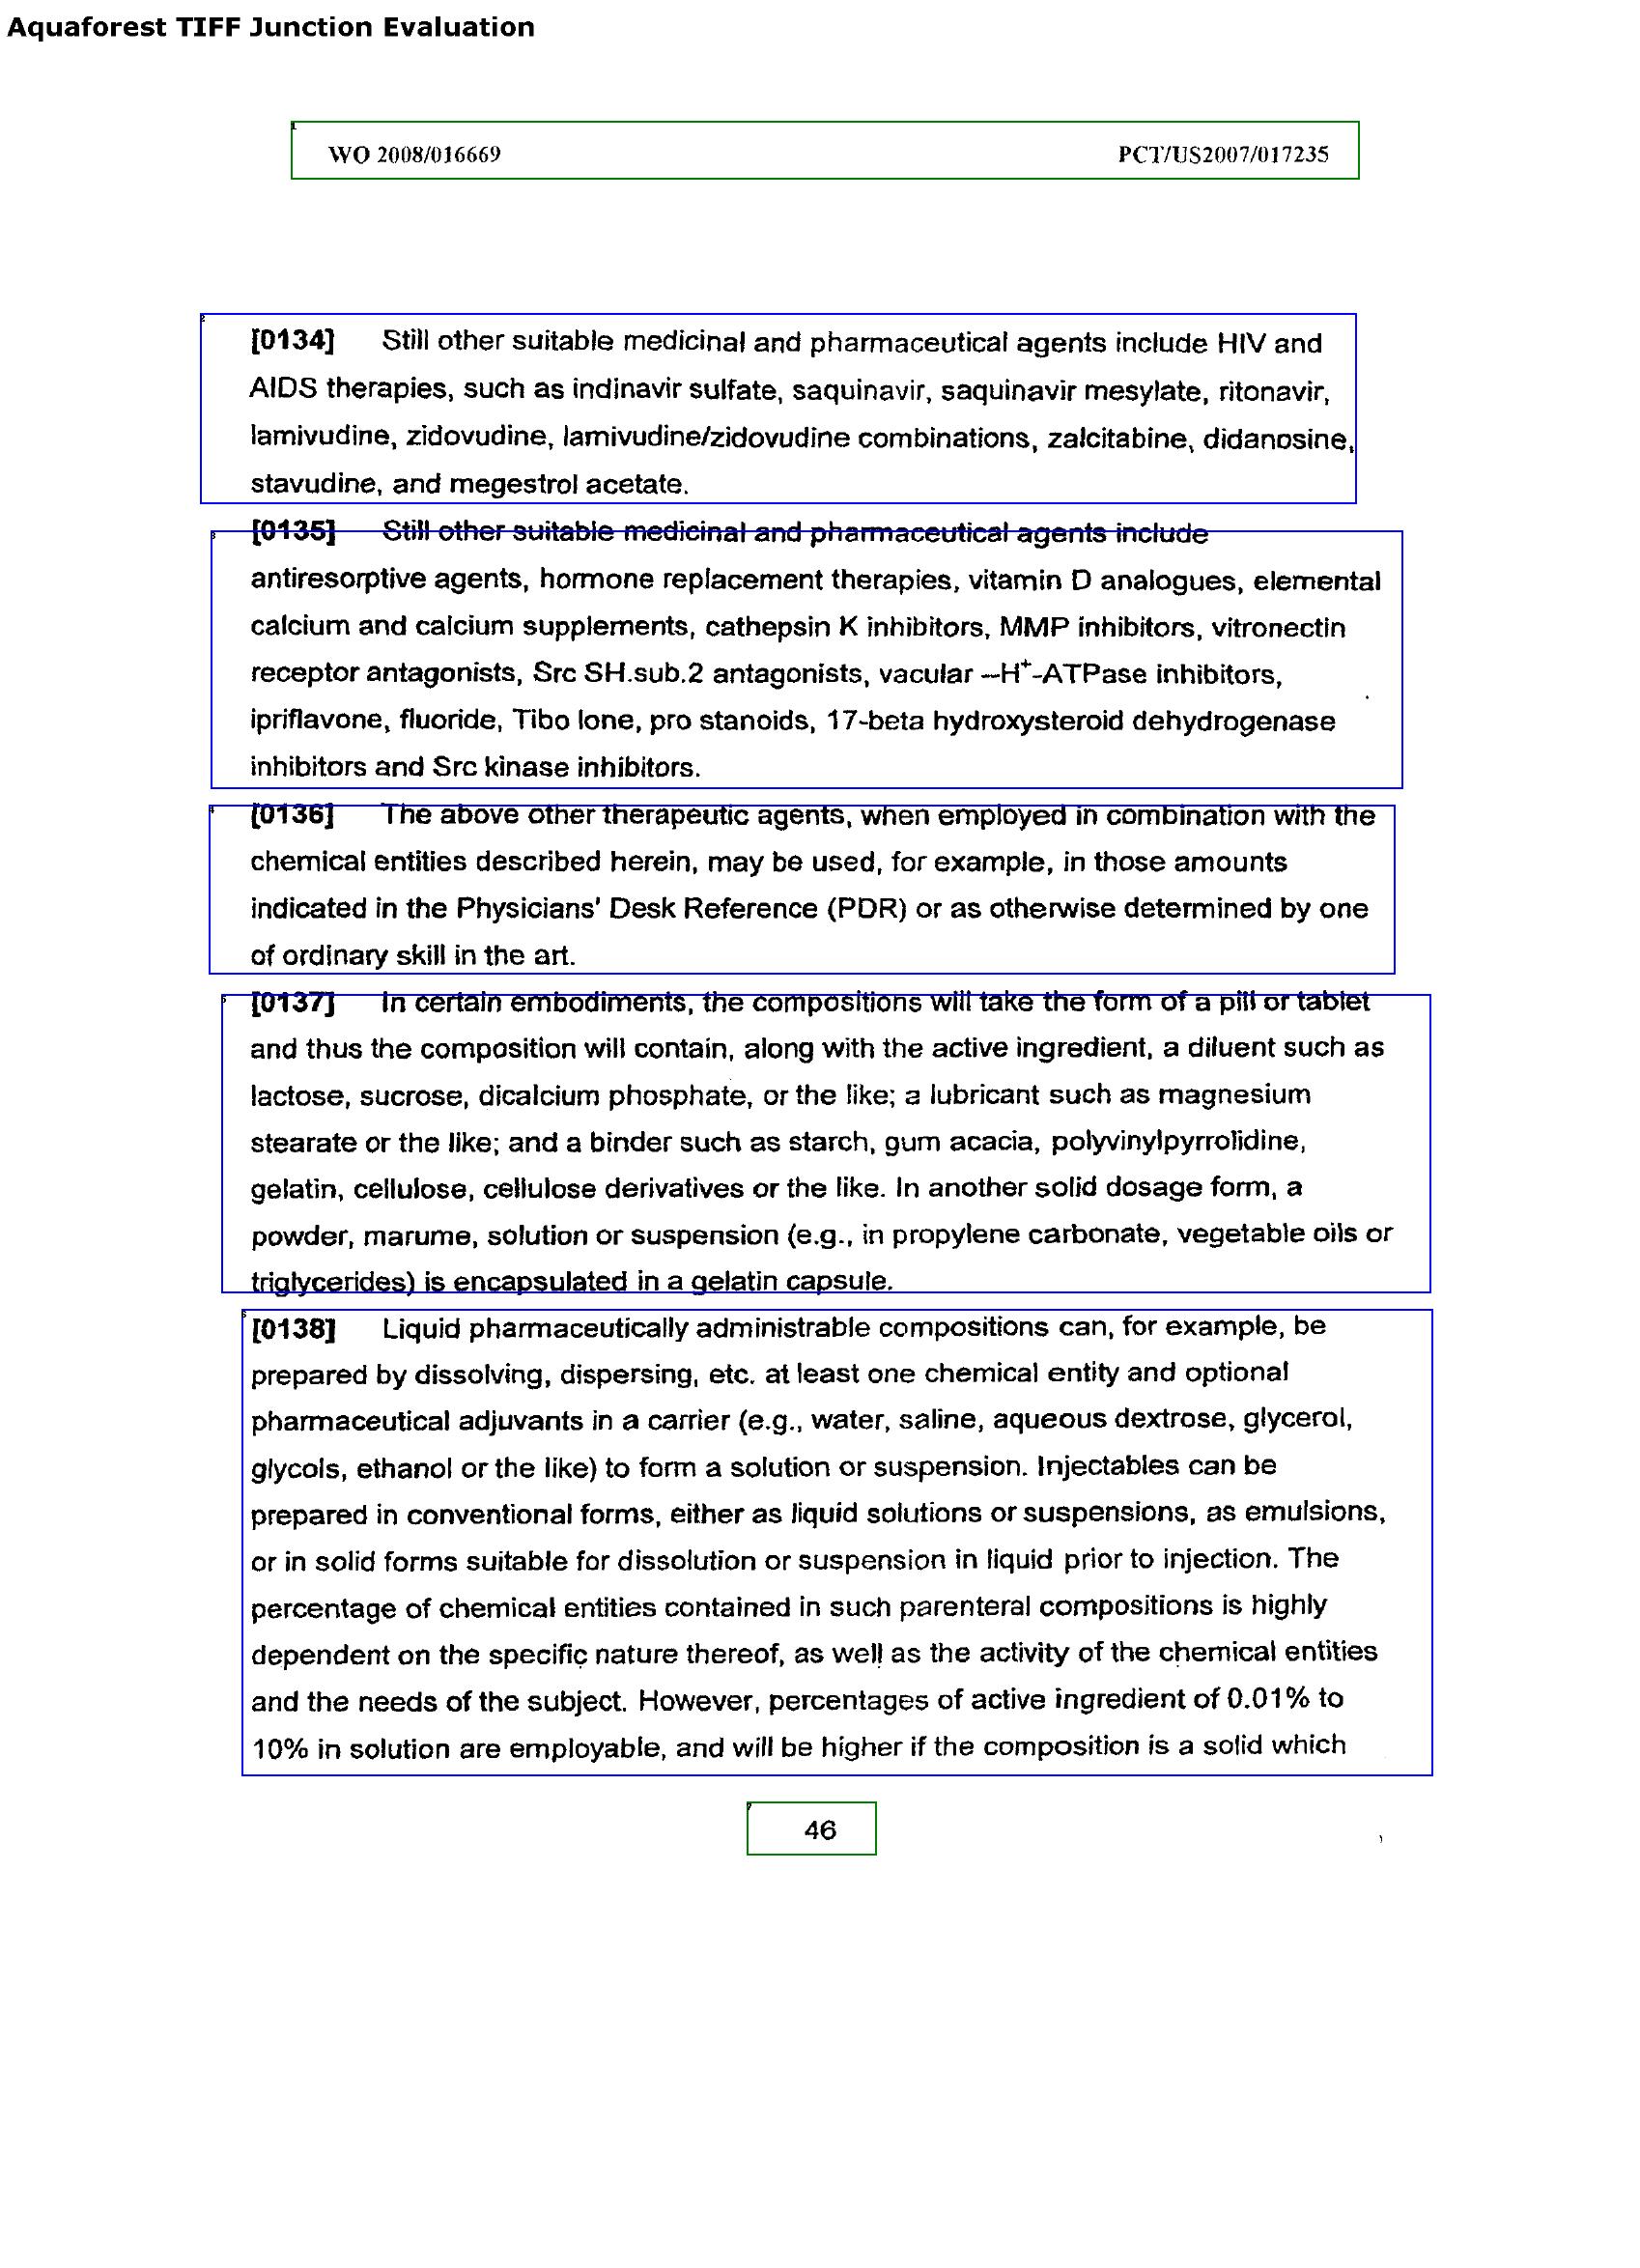 Aquaforest TIFF Junction Evaluation
WO 2008/016669 PCT/US2007/017235
[0134] Still other suitable medicinal and pharmaceutical agents include HIV and
AIDS therapies, such as indinavir sulfate, saquinavir, saquinavir mesylate, ritonavir,
lamivudine, zidovudine, lamivudine/zidovudine combinations, zalcitabine, didanosine,
stavudine, and megestrol acetate.
[0135] Still other suitable medicinal and pharmaceutical agents include
antiresorptive agents, hormone replacement therapies, vitamin D analogues, elemental
calcium and calcium supplements, cathepsin K inhibitors, MMP inhibitors, vitronectin
receptor antagonists, Src SH.sub.2 antagonists, vacular --H⁺-ATPase inhibitors,
ipriflavone, fluoride, Tibo lone, pro stanoids, 17-beta hydroxysteroid dehydrogenase
inhibitors and Src kinase inhibitors.
[0136] The above other therapeutic agents, when employed in combination with the
chemical entities described herein, may be used, for example, in those amounts
indicated in the Physicians' Desk Reference (PDR) or as otherwise determined by one
of ordinary skill in the art.
[0137] In certain embodiments, the compositions will take the form of a pill or tablet
and thus the composition will contain, along with the active ingredient, a diluent such as
lactose, sucrose, dicalcium phosphate, or the like; a lubricant such as magnesium
stearate or the like; and a binder such as starch, gum acacia, polyvinylpyrrolidine,
gelatin, cellulose, cellulose derivatives or the like. In another solid dosage form, a
powder, marume, solution or suspension (e.g., in propylene carbonate, vegetable oils or
triglycerides) is encapsulated in a gelatin capsule.
[0138] Liquid pharmaceutically administrable compositions can, for example, be
prepared by dissolving, dispersing, etc. at least one chemical entity and optional
pharmaceutical adjuvants in a carrier (e.g., water, saline, aqueous dextrose, glycerol,
glycols, ethanol or the like) to form a solution or suspension. Injectables can be
prepared in conventional forms, either as liquid solutions or suspensions, as emulsions,
or in solid forms suitable for dissolution or suspension in liquid prior to injection. The
percentage of chemical entities contained in such parenteral compositions is highly
dependent on the specific nature thereof, as well as the activity of the chemical entities
and the needs of the subject. However, percentages of active ingredient of 0.01% to
10% in solution are employable, and will be higher if the composition is a solid which
46